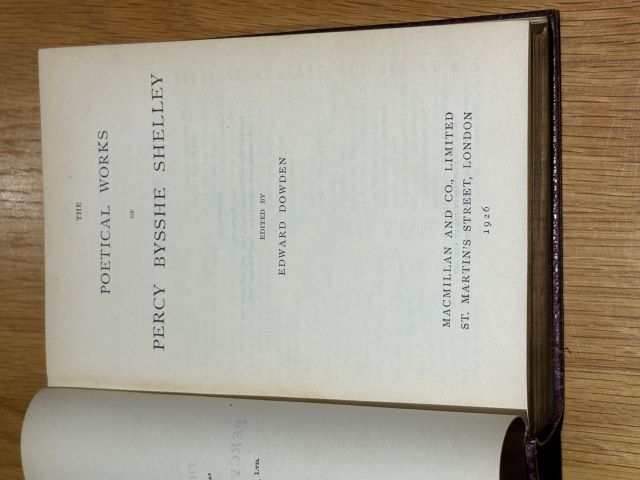 THE
POETICAL WORKS
OF
PERCY BYSSHE SHELLEY
EDITED BY
EDWARD DOWDEN
MACMILLAN AND CO., LIMITED
ST. MARTIN'S STREET, LONDON
1926
LTD.